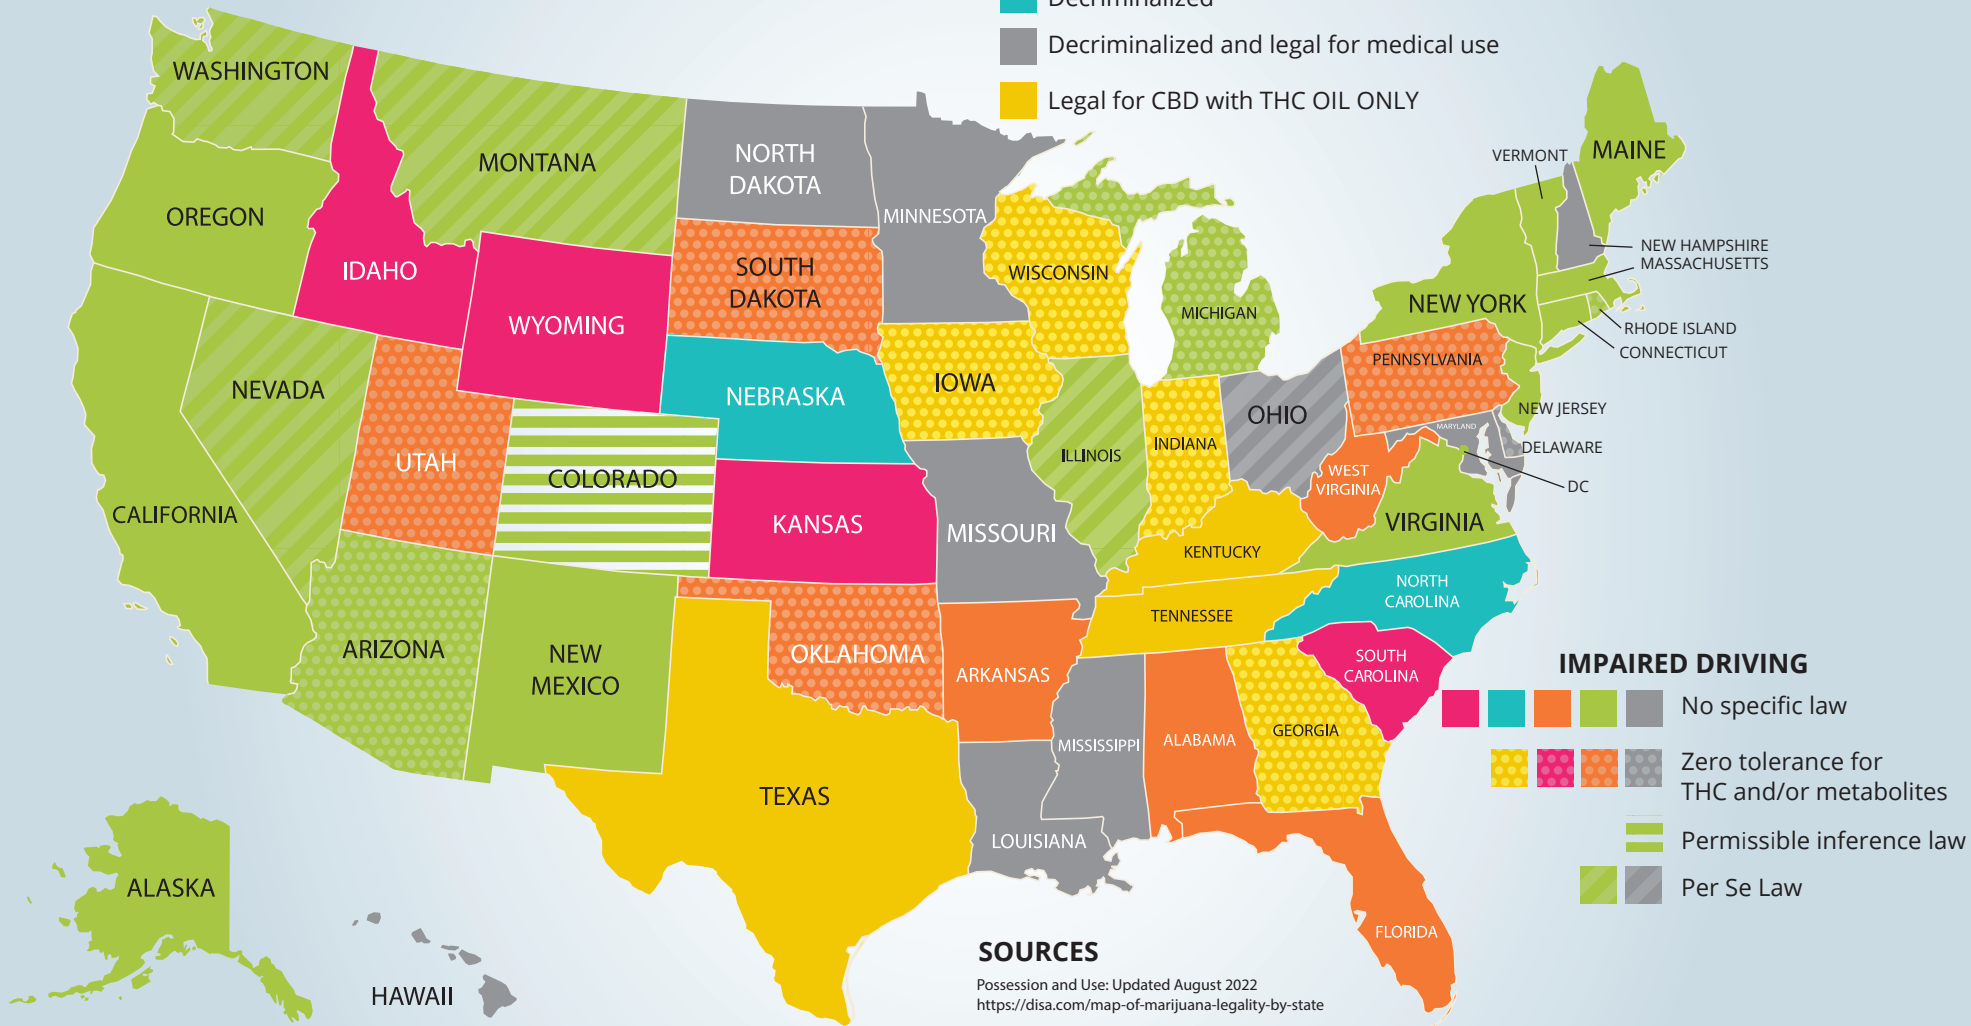 Decriminalized
Decriminalized and legal for medical use
Legal for CBD with THC OIL ONLY
WASHINGTON
MONTANA
NORTH
DAKOTA
MINNESOTA
VERMONT
MAINE
OREGON
IDAHO
WYOMING
SOUTH
DAKOTA
WISCONSIN
MICHIGAN
NEW YORK
NEW HAMPSHIRE
MASSACHUSETTS
RHODE ISLAND
CONNECTICUT
NEVADA
NEBRASKA
IOWA
PENNSYLVANIA
NEW JERSEY
UTAH
COLORADO
ILLINOIS
INDIANA
OHIO
MARYLAND
DELAWARE
DC
CALIFORNIA
KANSAS
MISSOURI
WEST
VIRGINIA
VIRGINIA
KENTUCKY
NORTH
CAROLINA
TENNESSEE
ARIZONA
NEW
MEXICO
OKLAHOMA
ARKANSAS
SOUTH
CAROLINA
MISSISSIPPI
ALABAMA
GEORGIA
TEXAS
LOUISIANA
FLORIDA
ALASKA
HAWAII
IMPAIRED DRIVING
No specific law
Zero tolerance for
THC and/or metabolites
Permissible inference law
Per Se Law
SOURCES
Possession and Use: Updated August 2022
https://disa.com/map-of-marijuana-legality-by-state